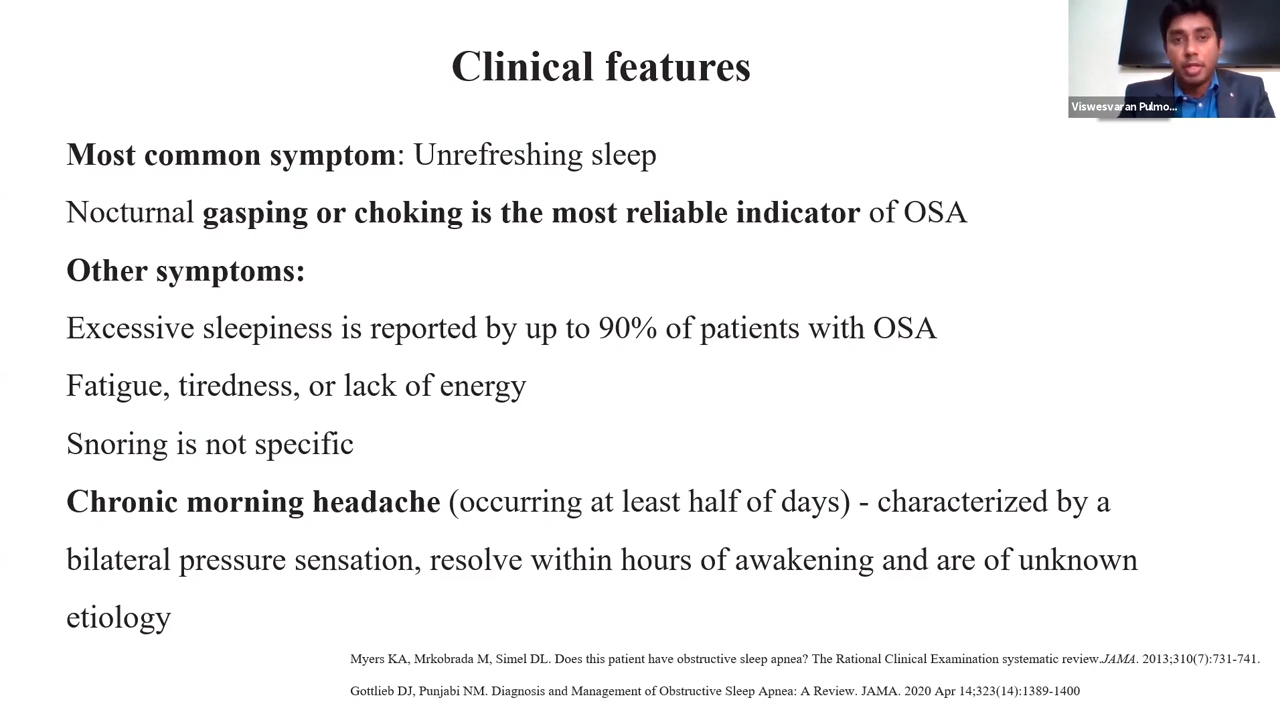 Clinical features
Viswesvaran Pulmo...
Most common symptom: Unrefreshing sleep
Nocturnal gasping or choking is the most reliable indicator of OSA
Other symptoms:
Excessive sleepiness is reported by up to 90% of patients with OSA
Fatigue, tiredness, or lack of energy
Snoring is not specific
Chronic morning headache (occurring at least half of days) - characterized by a
bilateral pressure sensation, resolve within hours of awakening and are of unknown
etiology
Myers KA, Mrkobrada M, Simel DL. Does this patient have obstructive sleep apnea? The Rational Clinical Examination systematic review.JAMA. 2013;310(7):731-741.
Gottlieb DJ, Punjabi NM. Diagnosis and Management of Obstructive Sleep Apnea: A Review. JAMA. 2020 Apr 14;323(14):1389-1400